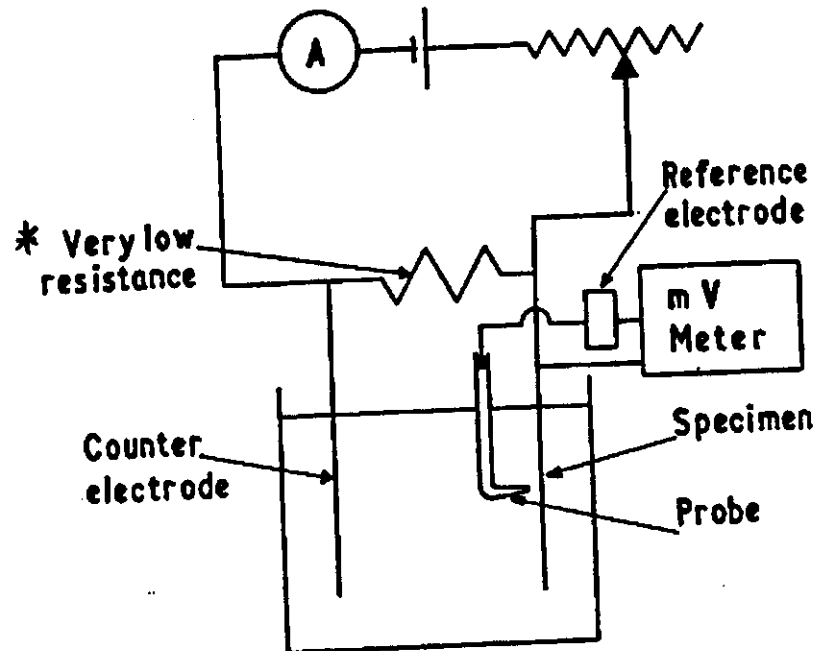 A
Reference
electrode
* Very low
resistance
m V
Meter
Counter
electrode
Specimen
Probe